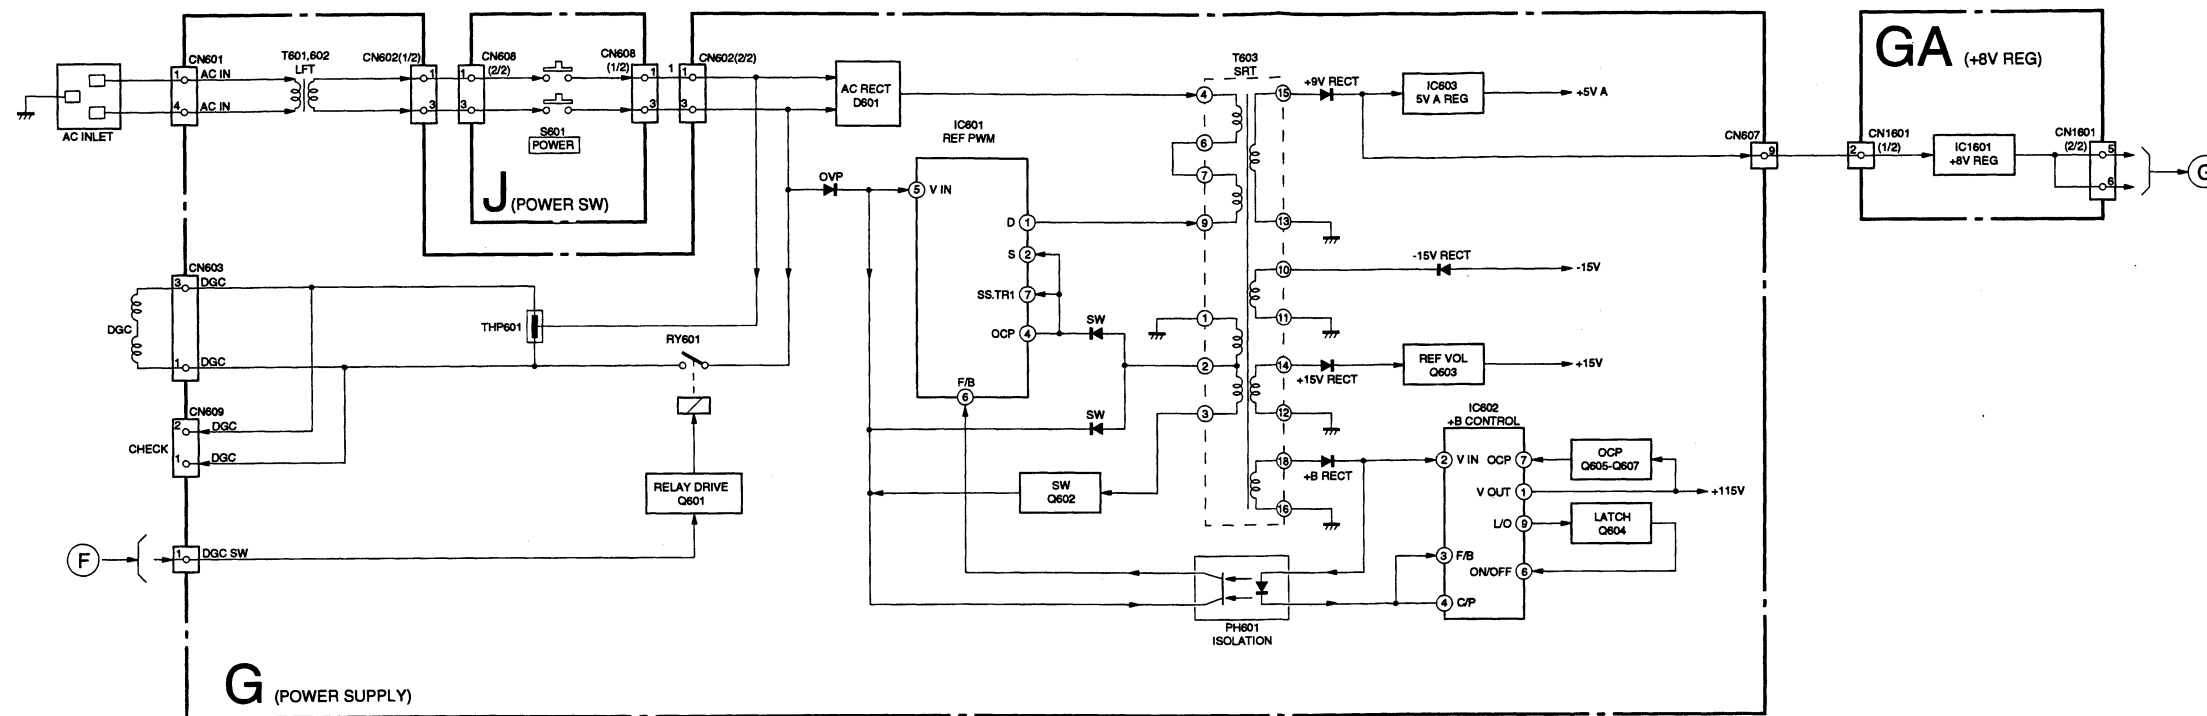 AC INLET
CN601
1 AC IN
4 AC IN
T601,602
LFT
CN602(1/2)
1
3
CN608
(2/2)
1
3
S601
POWER
CN608
(1/2)
1
3
J (POWER SW)
1
CN602(2/2)
1
3
AC RECT
D601
OVP
IC601
REF PWM
5 V IN
D 1
S 2
SS.TR1 7
OCP 4
F/B
6
SW
SW
SW
Q602
T603
SRT
4
6
7
9
1
2
3
15
13
10
11
14
12
18
16
+9V RECT
IC603
5V A REG
+5V A
-15V RECT
-15V
+15V RECT
REF VOL
Q603
+15V
+B RECT
IC602
+B CONTROL
2 V IN
OCP 7
V OUT 1
L/O 9
3 F/B
ON/OFF 6
4 C/P
OCP
Q605-Q607
+115V
LATCH
Q604
PH601
ISOLATION
CN607
9
GA (+8V REG)
CN1601
(1/2)
2
IC1601
+8V REG
CN1601
(2/2)
5
6
G
DGC
CN603
3 DGC
1 DGC
THP601
RY601
CHECK
CN609
2 DGC
1 DGC
RELAY DRIVE
Q601
F
1 DGC SW
G (POWER SUPPLY)